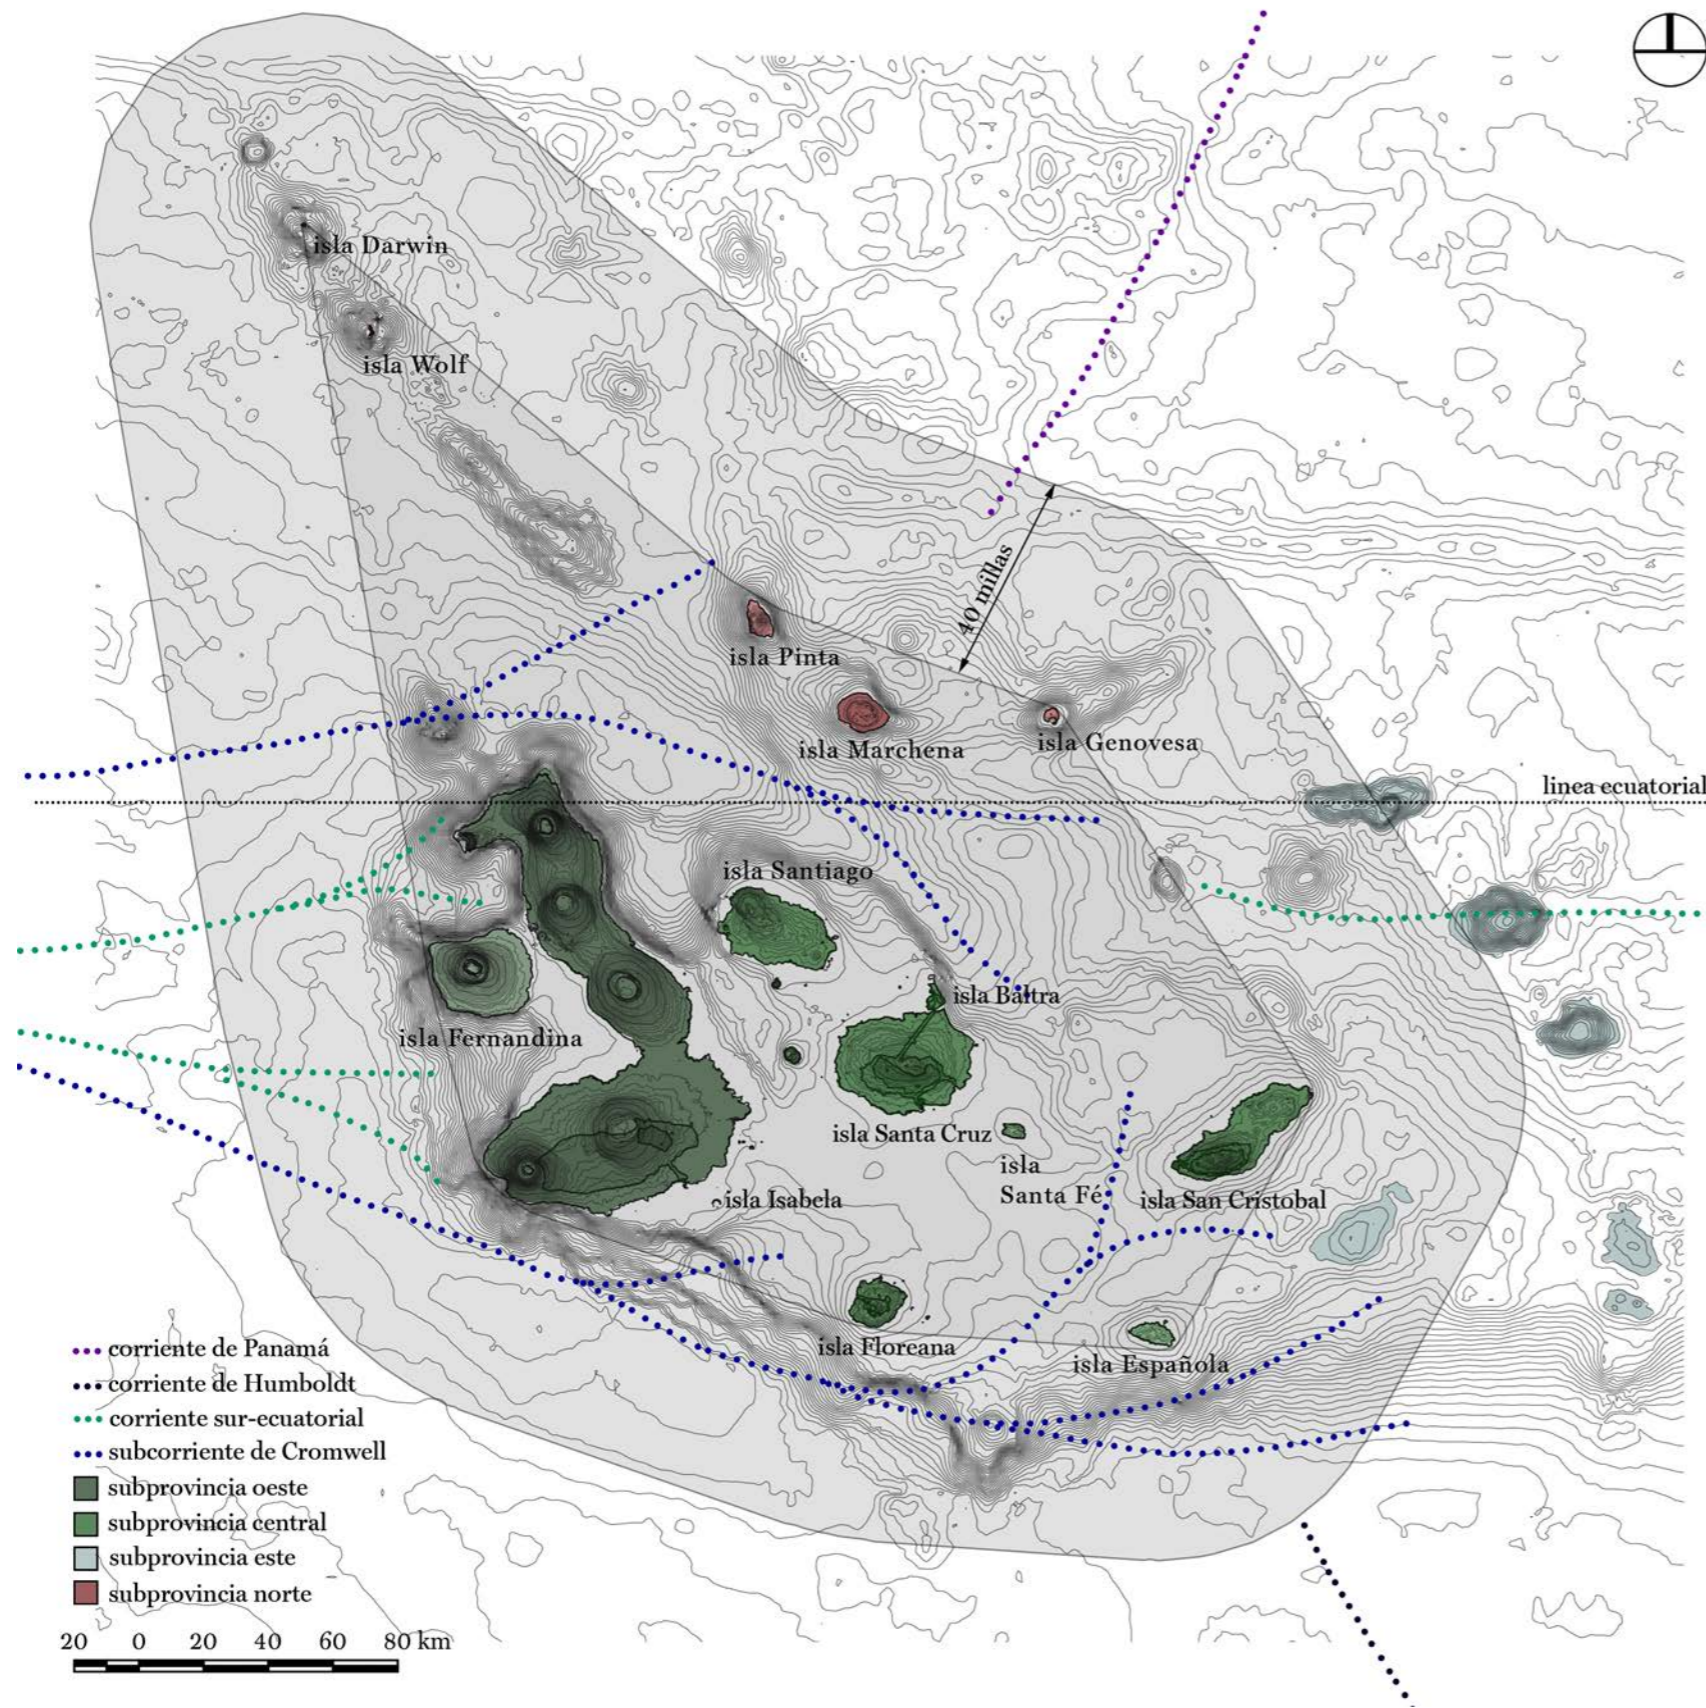 isla Darwin
isla Wolf
40 millas
isla Pinta
isla Marchena
isla Genovesa
linea ecuatorial
isla Santiago
isla Baltra
isla Fernandina
isla Santa Cruz
isla
Santa Fé
isla Isabela
isla San Cristobal
isla Floreana
isla Española
corriente de Panamá
corriente de Humboldt
corriente sur-ecuatorial
subcorriente de Cromwell
subprovincia oeste
subprovincia central
subprovincia este
subprovincia norte
20 0 20 40 60 80 km